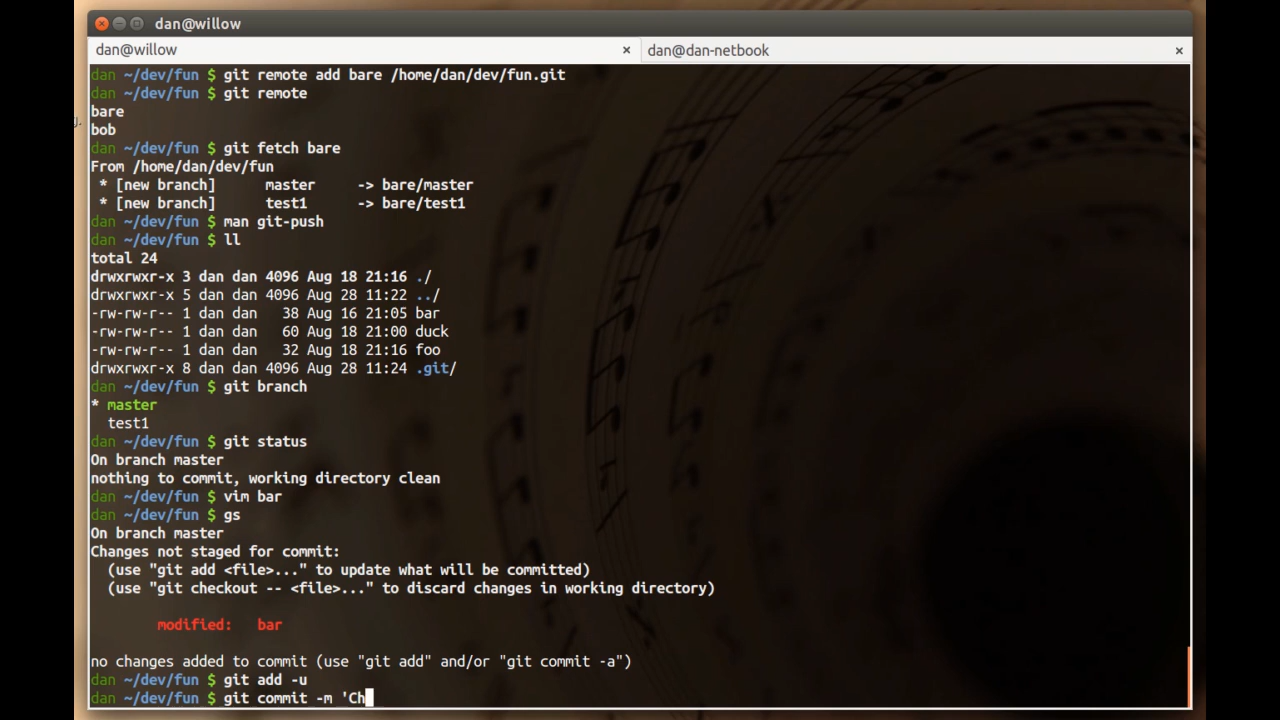 dan@willow
dan@willow × dan@dan-netbook ×
dan ~/dev/fun $ git remote add bare /home/dan/dev/fun.git
dan ~/dev/fun $ git remote
bare
bob
dan ~/dev/fun $ git fetch bare
From /home/dan/dev/fun
 * [new branch]      master     -> bare/master
 * [new branch]      test1      -> bare/test1
dan ~/dev/fun $ man git-push
dan ~/dev/fun $ ll
total 24
drwxrwxr-x 3 dan dan 4096 Aug 18 21:16 ./
drwxrwxr-x 5 dan dan 4096 Aug 28 11:22 ../
-rw-rw-r-- 1 dan dan   38 Aug 16 21:05 bar
-rw-rw-r-- 1 dan dan   60 Aug 18 21:00 duck
-rw-rw-r-- 1 dan dan   32 Aug 18 21:16 foo
drwxrwxr-x 8 dan dan 4096 Aug 28 11:24 .git/
dan ~/dev/fun $ git branch
* master
  test1
dan ~/dev/fun $ git status
On branch master
nothing to commit, working directory clean
dan ~/dev/fun $ vim bar
dan ~/dev/fun $ gs
On branch master
Changes not staged for commit:
  (use "git add <file>..." to update what will be committed)
  (use "git checkout -- <file>..." to discard changes in working directory)
        modified:   bar
no changes added to commit (use "git add" and/or "git commit -a")
dan ~/dev/fun $ git add -u
dan ~/dev/fun $ git commit -m 'Ch